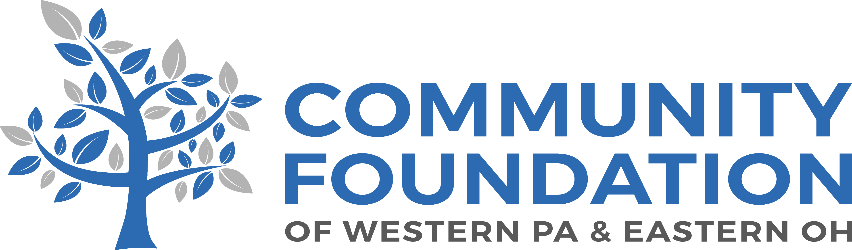 COMMUNITY
FOUNDATION
OF WESTERN PA & EASTERN OH